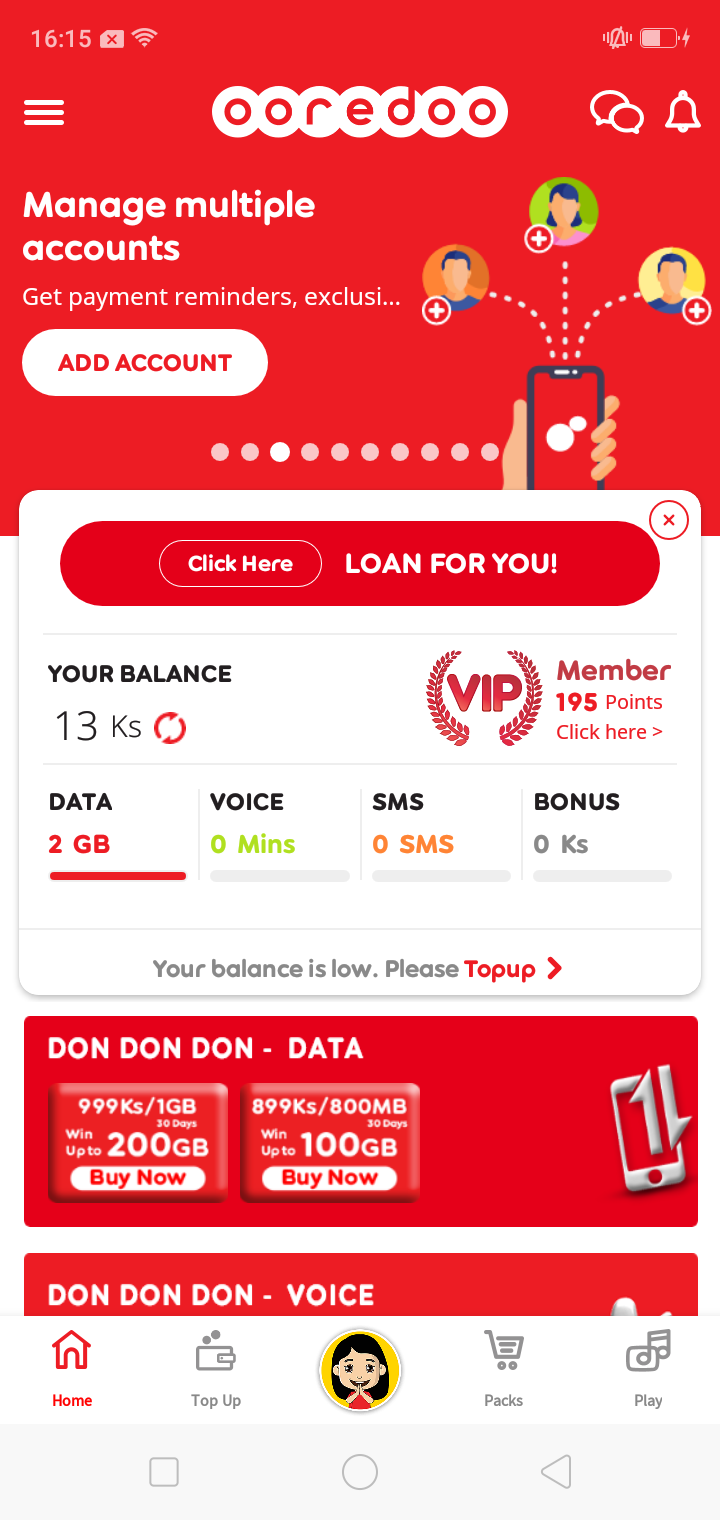 16:15
ooredoo
Manage multiple
accounts
Get payment reminders, exclusi...
ADD ACCOUNT
Click Here LOAN FOR YOU!
YOUR BALANCE
13 Ks
VIP
Member
195 Points
Click here >
DATA VOICE SMS BONUS
2 GB 0 Mins 0 SMS 0 Ks
Your balance is low. Please Topup
DON DON DON - DATA
999Ks/1GB
30 Days
Win
Up to 200GB
Buy Now
899Ks/800MB
30 Days
Win
Up to 100GB
Buy Now
DON DON DON - VOICE
Home Top Up Packs Play